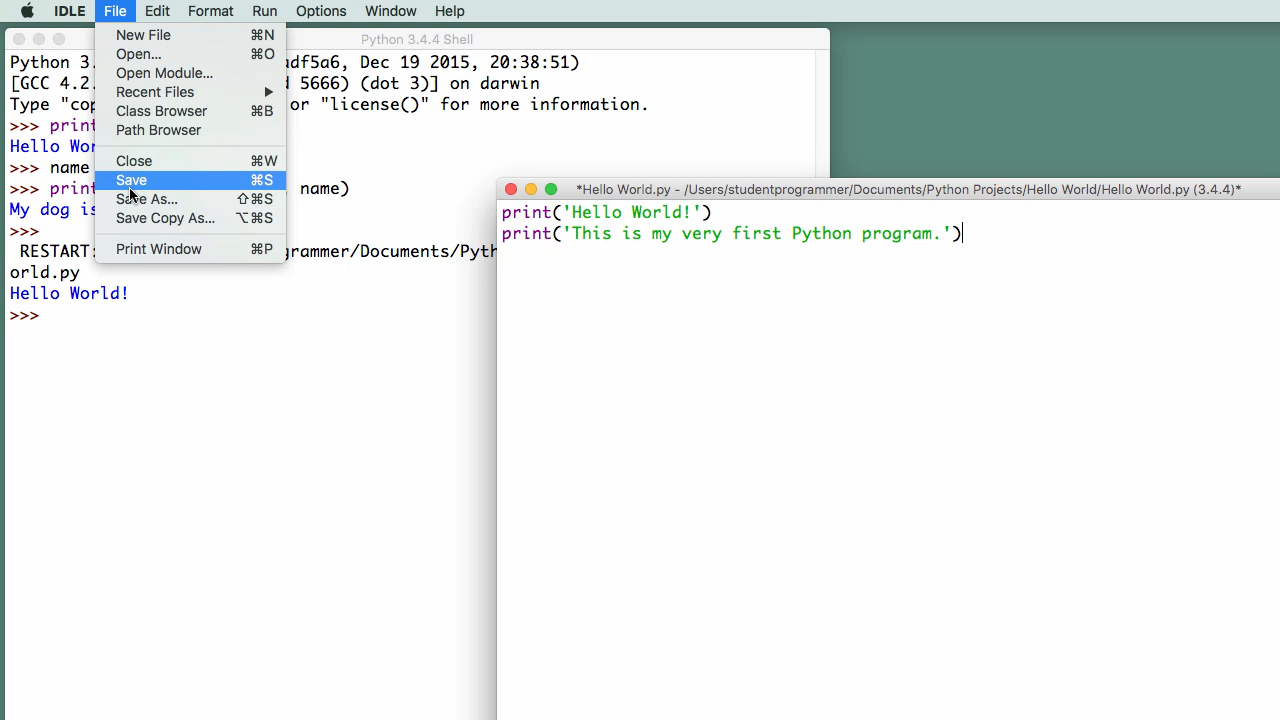 IDLE File Edit Format Run Options Window Help
New File ⌘N
Open... ⌘O
Open Module...
Recent Files ▶
Class Browser ⌘B
Path Browser
Close ⌘W
Save ⌘S
Save As... ⇧⌘S
Save Copy As... ⌥⌘S
Print Window ⌘P
Python 3.4.4 Shell
Python 3. adf5a6, Dec 19 2015, 20:38:51)
[GCC 4.2. 5666) (dot 3)] on darwin
Type "cop or "license()" for more information.
>>> print
Hello Wor
>>> name
>>> print name)
My dog is
>>>
RESTART: grammer/Documents/Pyth
orld.py
Hello World!
>>>
*Hello World.py - /Users/studentprogrammer/Documents/Python Projects/Hello World/Hello World.py (3.4.4)*
print('Hello World!')
print('This is my very first Python program.')